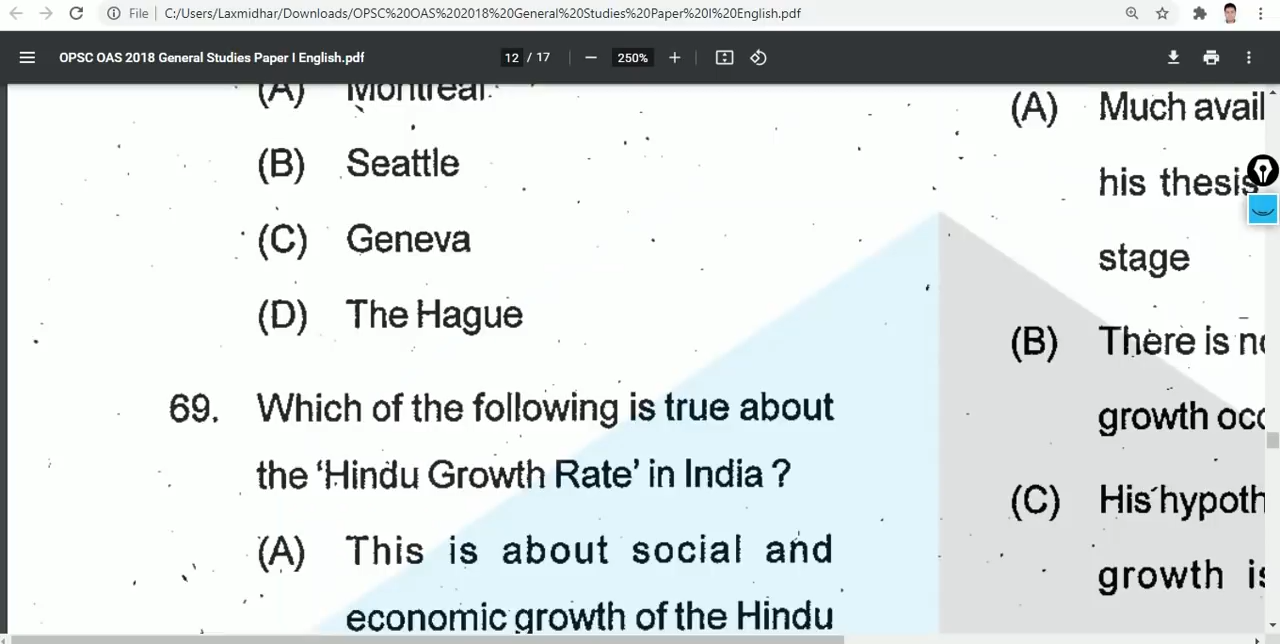 File C:/Users/Laxmidhar/Downloads/OPSC%20OAS%202018%20General%20Studies%20Paper%20I%20English.pdf
OPSC OAS 2018 General Studies Paper I English.pdf 12 / 17 — 250% +
(A) Montreal
(B) Seattle
(C) Geneva
(D) The Hague
69. Which of the following is true about
the ‘Hindu Growth Rate’ in India ?
(A) This is about social and
economic growth of the Hindu
(A) Much avail
his thesis
stage
(B) There is
growth
(C) His hypoth
growth